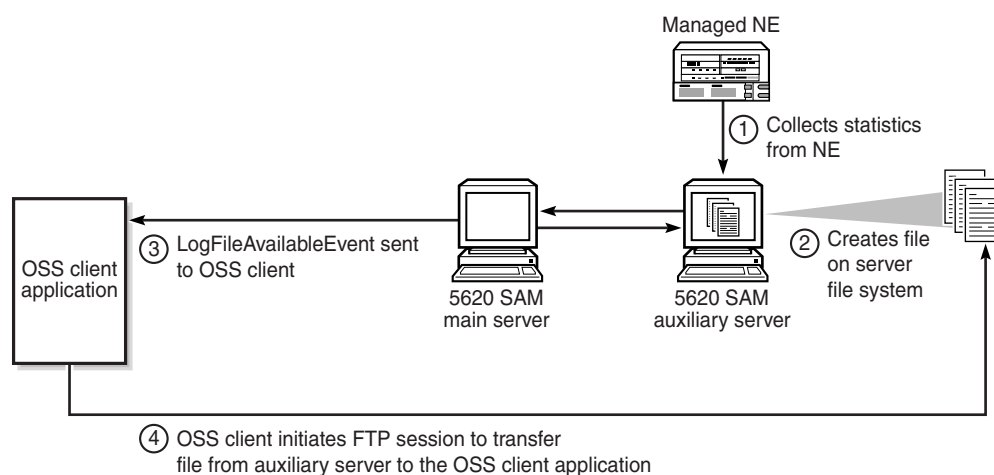 Managed NE
1 Collects statistics
from NE
2 Creates file
on server
file system
3 LogFileAvailableEvent sent
to OSS client
OSS client
application
5620 SAM
main server
5620 SAM
auxiliary server
4 OSS client initiates FTP session to transfer
file from auxiliary server to the OSS client application